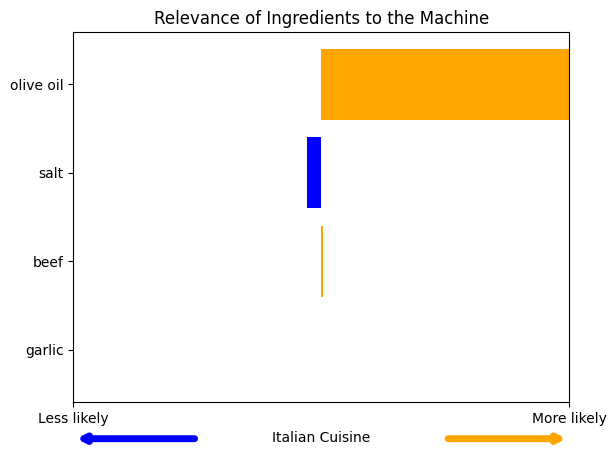 Relevance of Ingredients to the Machine
olive oil
salt
beef
garlic
Less likely
More likely
Italian Cuisine